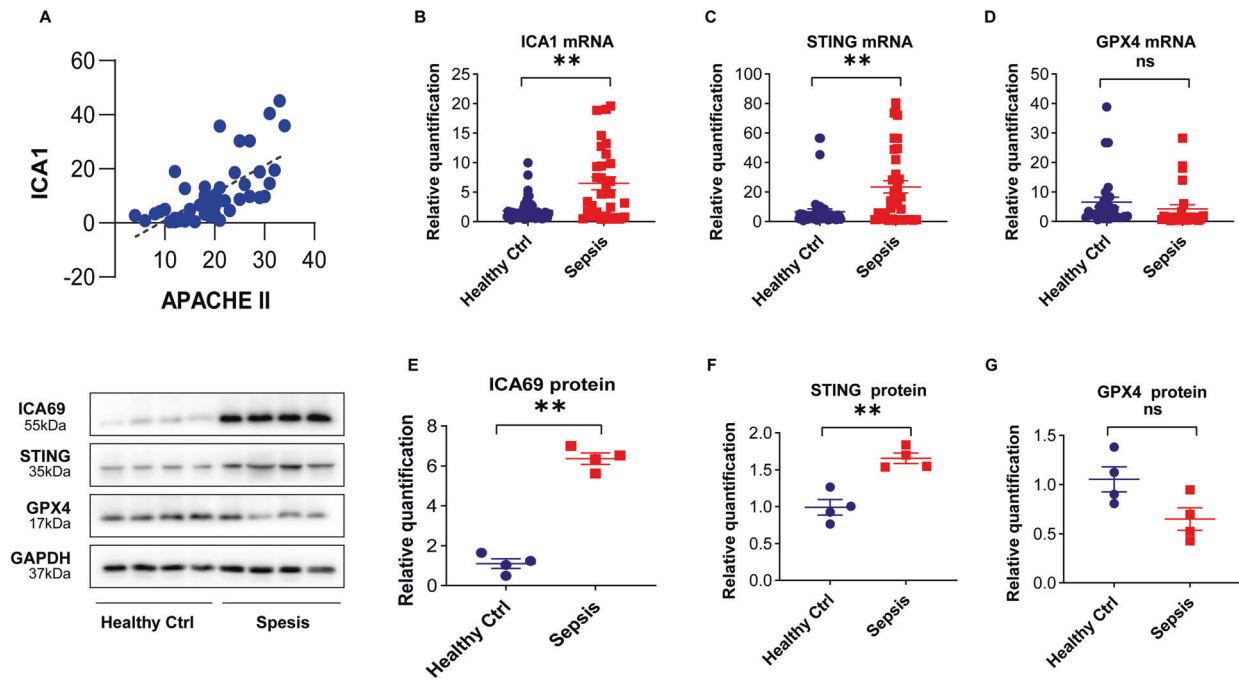 A
ICA1
60
40
20
0
-20
10 20 30 40
APACHE II
B
ICA1 mRNA
**
Relative quantification
25
20
15
10
5
0
Healthy Ctrl
Sepsis
C
STING mRNA
**
Relative quantification
100
80
60
40
20
0
Healthy Ctrl
Sepsis
D
GPX4 mRNA
ns
Relative quantification
50
40
30
20
10
0
Healthy Ctrl
Sepsis
ICA69
55kDa
STING
35kDa
GPX4
17kDa
GAPDH
37kDa
Healthy Ctrl Spesis
E
ICA69 protein
**
Relative quantification
8
6
4
2
0
Healthy Ctrl
Sepsis
F
STING protein
**
Relative quantification
2.0
1.5
1.0
0.5
0.0
Healthy Ctrl
Sepsis
G
GPX4 protein
ns
Relative quantification
1.5
1.0
0.5
0.0
Healthy Ctrl
Sepsis